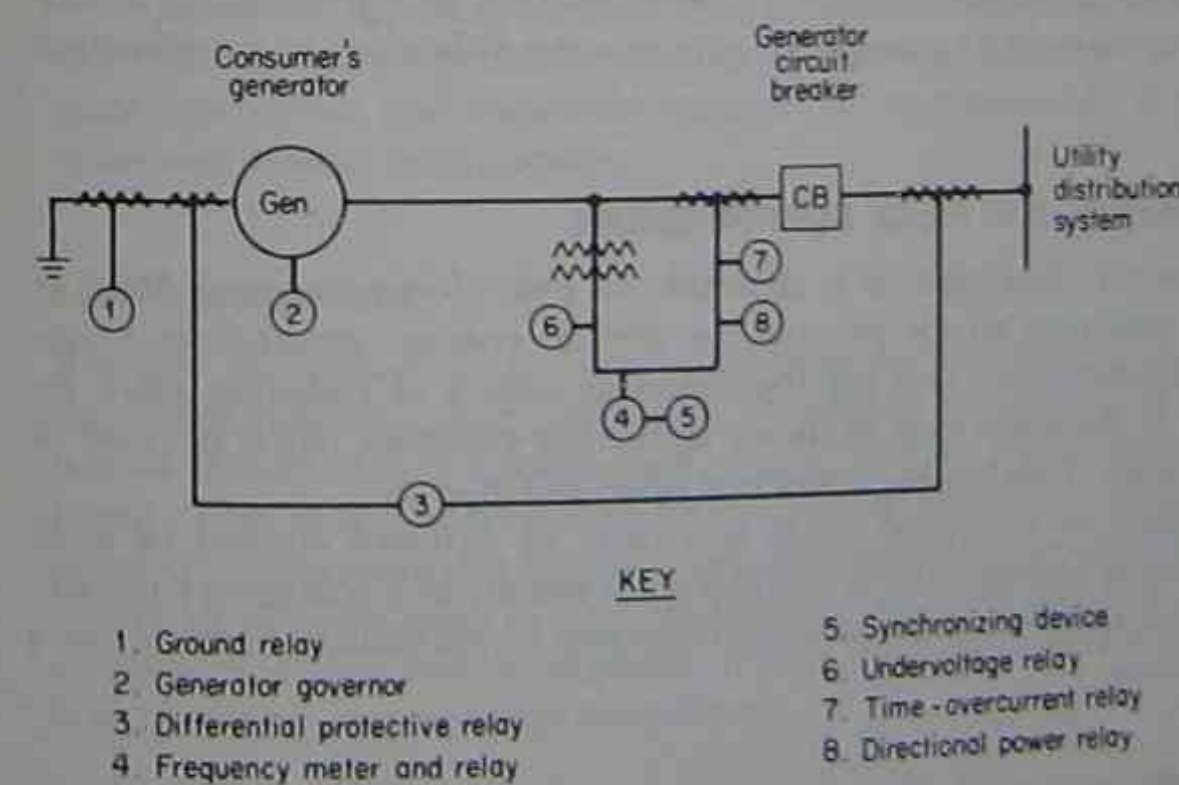 Consumer's
generator
Generator
circuit
breaker
Gen.
CB
Utility
distribution
system
1
2
3
4
5
6
7
8
KEY
1. Ground relay
2. Generator governor
3. Differential protective relay
4. Frequency meter and relay
5. Synchronizing device
6. Undervoltage relay
7. Time-overcurrent relay
8. Directional power relay